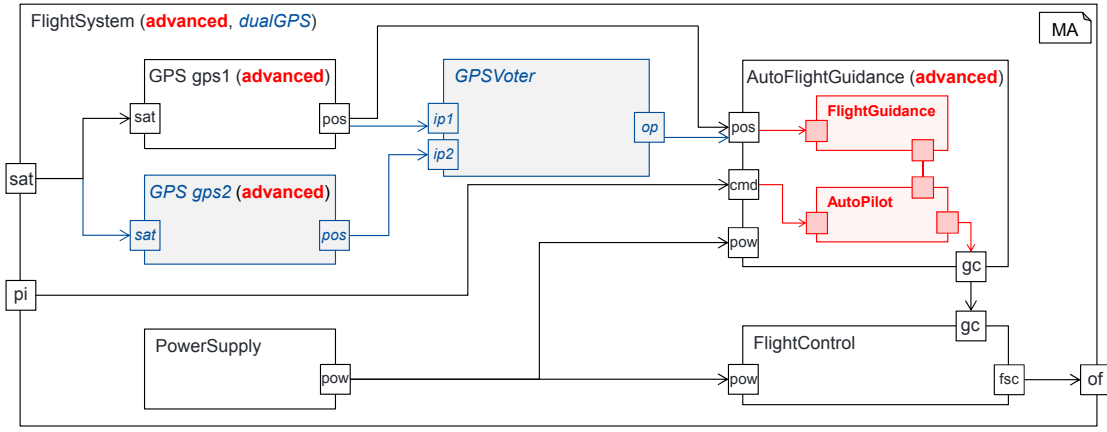 FlightSystem (advanced, dualGPS)
MA
GPS gps1 (advanced)
sat
pos
GPSVoter
ip1
ip2
op
AutoFlightGuidance (advanced)
pos
FlightGuidance
cmd
AutoPilot
pow
gc
sat
GPS gps2 (advanced)
sat
pos
pi
PowerSupply
pow
gc
FlightControl
pow
fsc
of